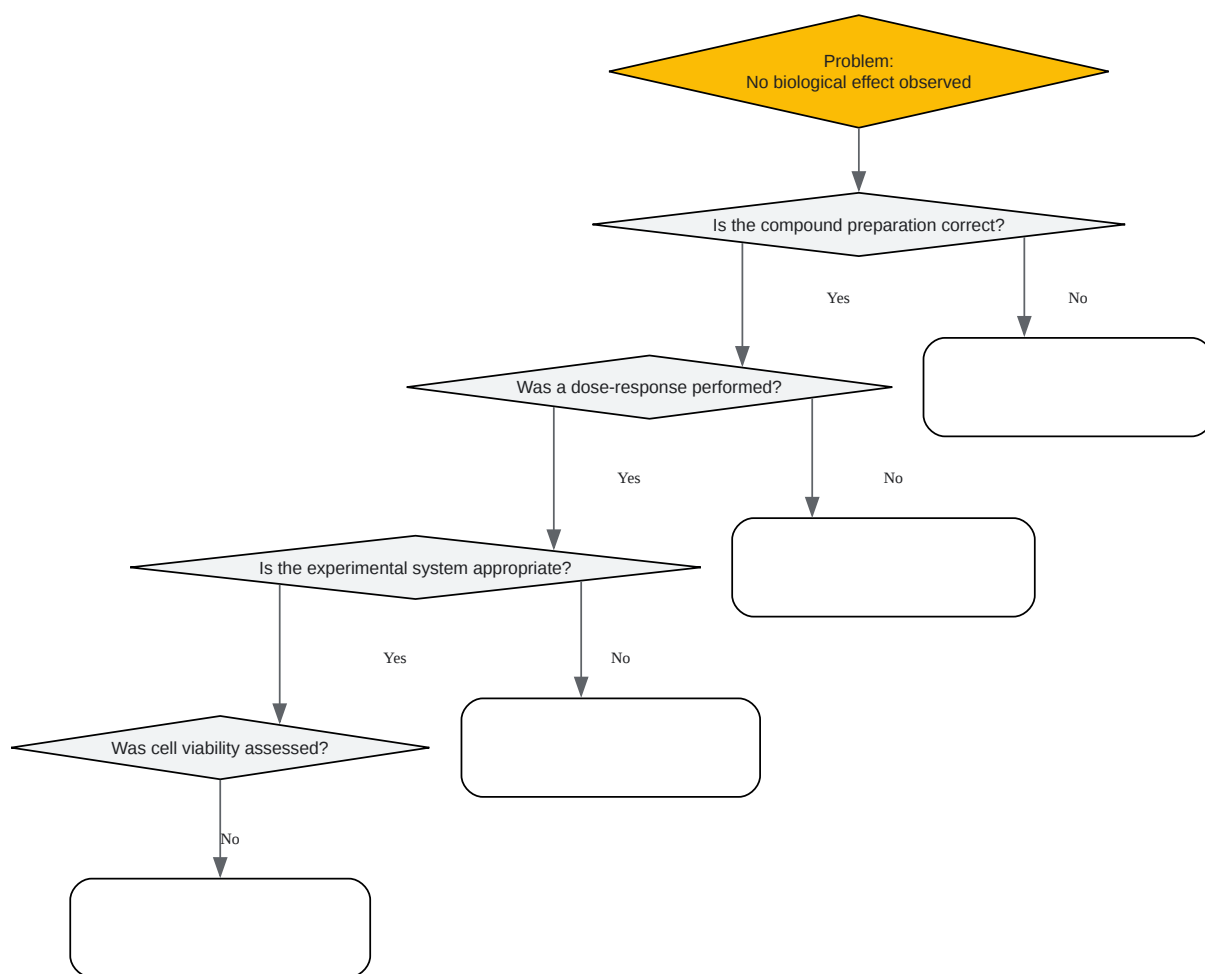 Problem:
No biological effect observed
Is the compound preparation correct?
Yes
No
Was a dose-response performed?
Yes
No
Is the experimental system appropriate?
Yes
No
Was cell viability assessed?
No